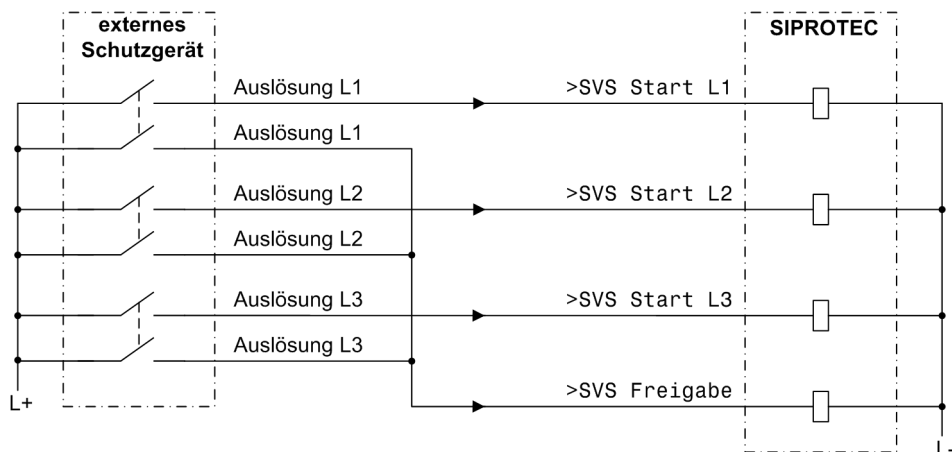 externes
Schutzgerät
SIPROTEC
Auslösung L1
>SVS Start L1
Auslösung L1
Auslösung L2
>SVS Start L2
Auslösung L2
Auslösung L3
>SVS Start L3
Auslösung L3
>SVS Freigabe
L+
L-